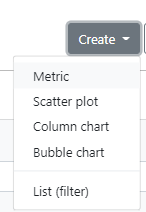 Create
Metric
Scatter plot
Column chart
Bubble chart
List (filter)